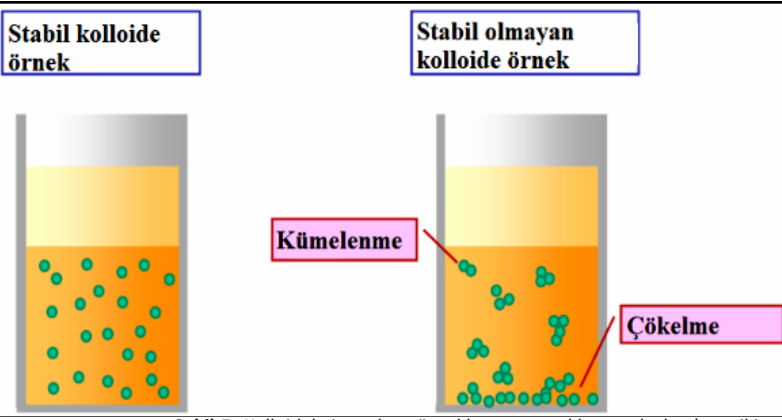 Stabil kolloide
örnek
Stabil olmayan
kolloide örnek
Kümelenme
Çökelme